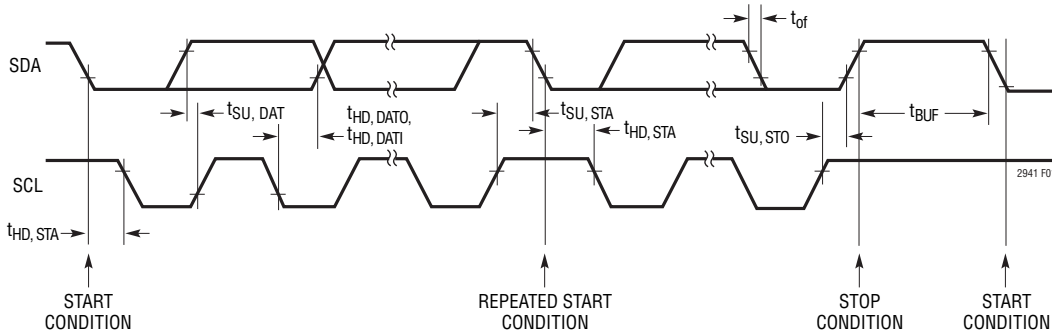 SDA
t_of
t_SU, DAT
t_HD, DATO,
t_HD, DATI
t_SU, STA
t_HD, STA
t_SU, STO
t_BUF
SCL
2941 F0
t_HD, STA
START
CONDITION
REPEATED START
CONDITION
STOP
CONDITION
START
CONDITION